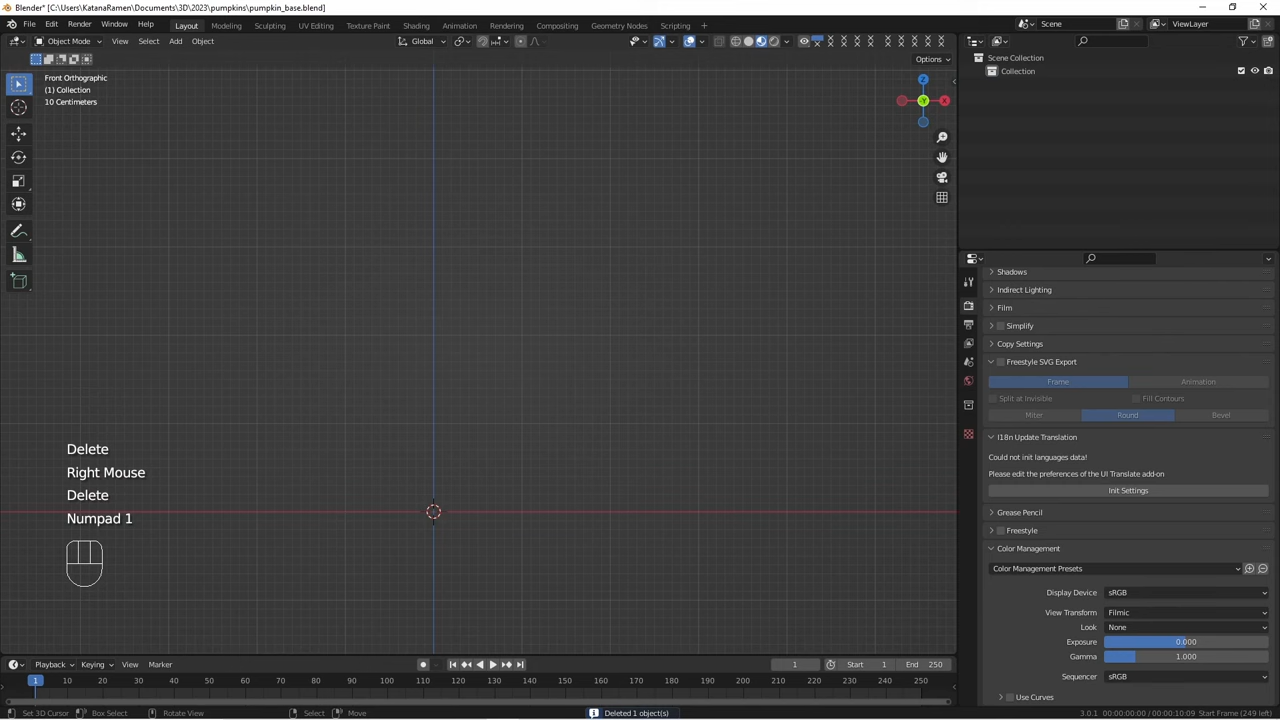 Blender* [C:\Users\KatanaRamen\Documents\3D\2023\pumpkins\pumpkin_base.blend]
File Edit Render Window Help Layout Modeling Sculpting UV Editing Texture Paint Shading Animation Rendering Compositing Geometry Nodes Scripting Scene ViewLayer
Object Mode View Select Add Object Global
Options
Front Orthographic
(1) Collection
10 Centimeters
Z
Y
X
Delete
Right Mouse
Delete
Numpad 1
Scene Collection
Collection
Shadows
Indirect Lighting
Film
Simplify
Copy Settings
Freestyle SVG Export
Frame Animation
Split at Invisible Fill Contours
Miter Round Bevel
I18n Update Translation
Could not init languages data!
Please edit the preferences of the UI Translate add-on
Init Settings
Grease Pencil
Freestyle
Color Management
Color Management Presets
Display Device sRGB
View Transform Filmic
Look None
Exposure 0.000
Gamma 1.000
Sequencer sRGB
Use Curves
Playback Keying View Marker 1 Start 1 End 250
1 10 20 30 40 50 60 70 80 90 100 110 120 130 140 150 160 170 180 190 200 210 220 230 240 250
Set 3D Cursor Box Select Rotate View Select Move Deleted 1 object(s) 3.0.1 00:00:00:00 / 00:00:10:09 Start Frame (249 left)